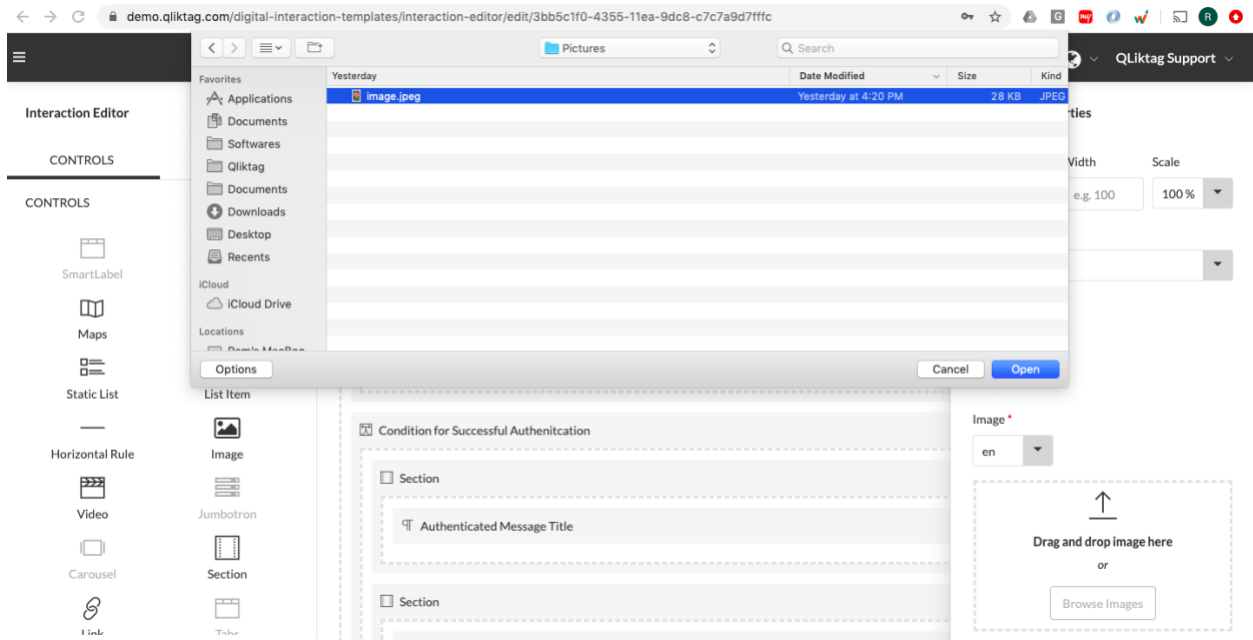 demo.qliktag.com/digital-interaction-templates/interaction-editor/edit/3bb5c1f0-4355-11ea-9dc8-c7c7a9d7fffc
Pictures
Search
QLiktag Support
Favorites
Applications
Documents
Softwares
Qliktag
Documents
Downloads
Desktop
Recents
iCloud
iCloud Drive
Locations
Yesterday Date Modified Size Kind
image.jpeg Yesterday at 4:20 PM 28 KB JPEG
Options
Cancel
Open
Interaction Editor
CONTROLS
CONTROLS
SmartLabel
Maps
Static List
List Item
Horizontal Rule
Image
Video
Jumbotron
Carousel
Section
Link
Tabs
Condition for Successful Authenitcation
Section
Authenticated Message Title
Section
Width
Scale
e.g. 100
100 %
Image *
en
Drag and drop image here
or
Browse Images